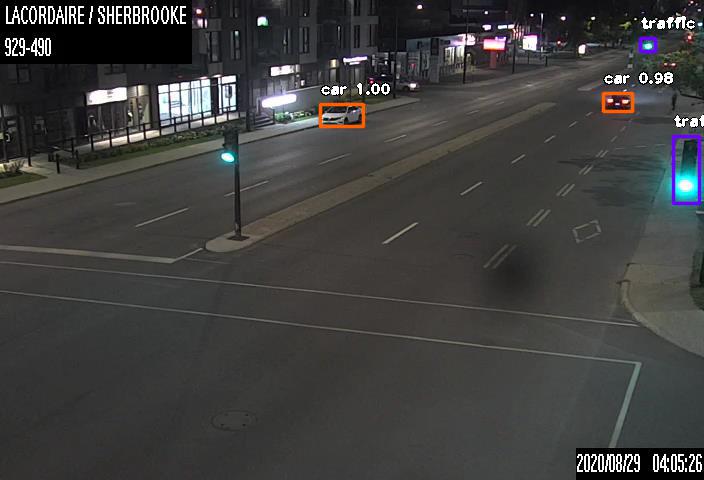 LACORDAIRE / SHERBROOKE
929-490
traffic
car 0.98
car 1.00
traf
2020/08/29 04:05:26